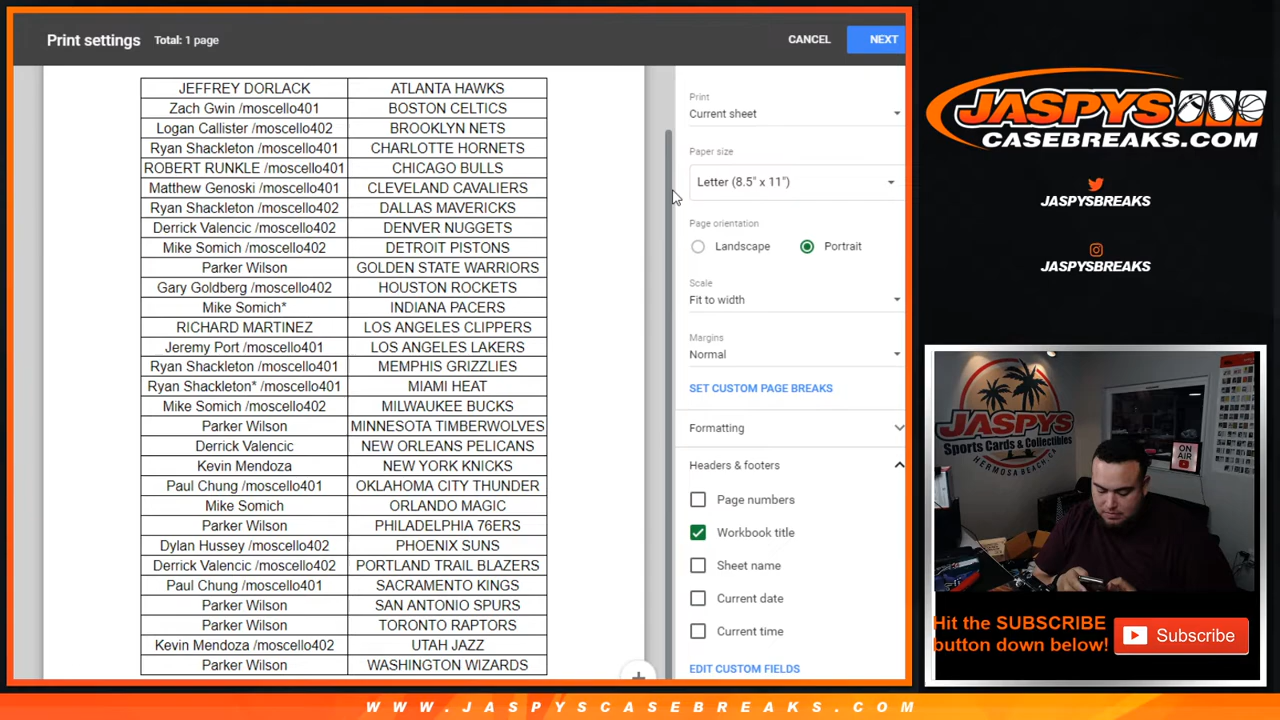 Print settings Total: 1 page CANCEL NEXT
JEFFREY DORLACK ATLANTA HAWKS
Zach Gwin /moscello401 BOSTON CELTICS
Logan Callister /moscello402 BROOKLYN NETS
Ryan Shackleton /moscello401 CHARLOTTE HORNETS
ROBERT RUNKLE /moscello401 CHICAGO BULLS
Matthew Genoski /moscello401 CLEVELAND CAVALIERS
Ryan Shackleton /moscello402 DALLAS MAVERICKS
Derrick Valencic /moscello402 DENVER NUGGETS
Mike Somich /moscello402 DETROIT PISTONS
Parker Wilson GOLDEN STATE WARRIORS
Gary Goldberg /moscello402 HOUSTON ROCKETS
Mike Somich* INDIANA PACERS
RICHARD MARTINEZ LOS ANGELES CLIPPERS
Jeremy Port /moscello401 LOS ANGELES LAKERS
Ryan Shackleton /moscello401 MEMPHIS GRIZZLIES
Ryan Shackleton* /moscello401 MIAMI HEAT
Mike Somich /moscello402 MILWAUKEE BUCKS
Parker Wilson MINNESOTA TIMBERWOLVES
Derrick Valencic NEW ORLEANS PELICANS
Kevin Mendoza NEW YORK KNICKS
Paul Chung /moscello401 OKLAHOMA CITY THUNDER
Mike Somich ORLANDO MAGIC
Parker Wilson PHILADELPHIA 76ERS
Dylan Hussey /moscello402 PHOENIX SUNS
Derrick Valencic /moscello402 PORTLAND TRAIL BLAZERS
Paul Chung /moscello401 SACRAMENTO KINGS
Parker Wilson SAN ANTONIO SPURS
Parker Wilson TORONTO RAPTORS
Kevin Mendoza /moscello402 UTAH JAZZ
Parker Wilson WASHINGTON WIZARDS
Print
Current sheet
Paper size
Letter (8.5" x 11")
Page orientation
Landscape Portrait
Scale
Fit to width
Margins
Normal
SET CUSTOM PAGE BREAKS
Formatting
Headers & footers
Page numbers
Workbook title
Sheet name
Current date
Current time
EDIT CUSTOM FIELDS
JASPYS
CASEBREAKS.COM
JASPYSBREAKS
JASPYSBREAKS
JASPYS
Sports Cards & Collectibles
HERMOSA BEACH, CA
ON AIR
Hit the SUBSCRIBE
button down below!
Subscribe
WWW.JASPYSCASEBREAKS.COM